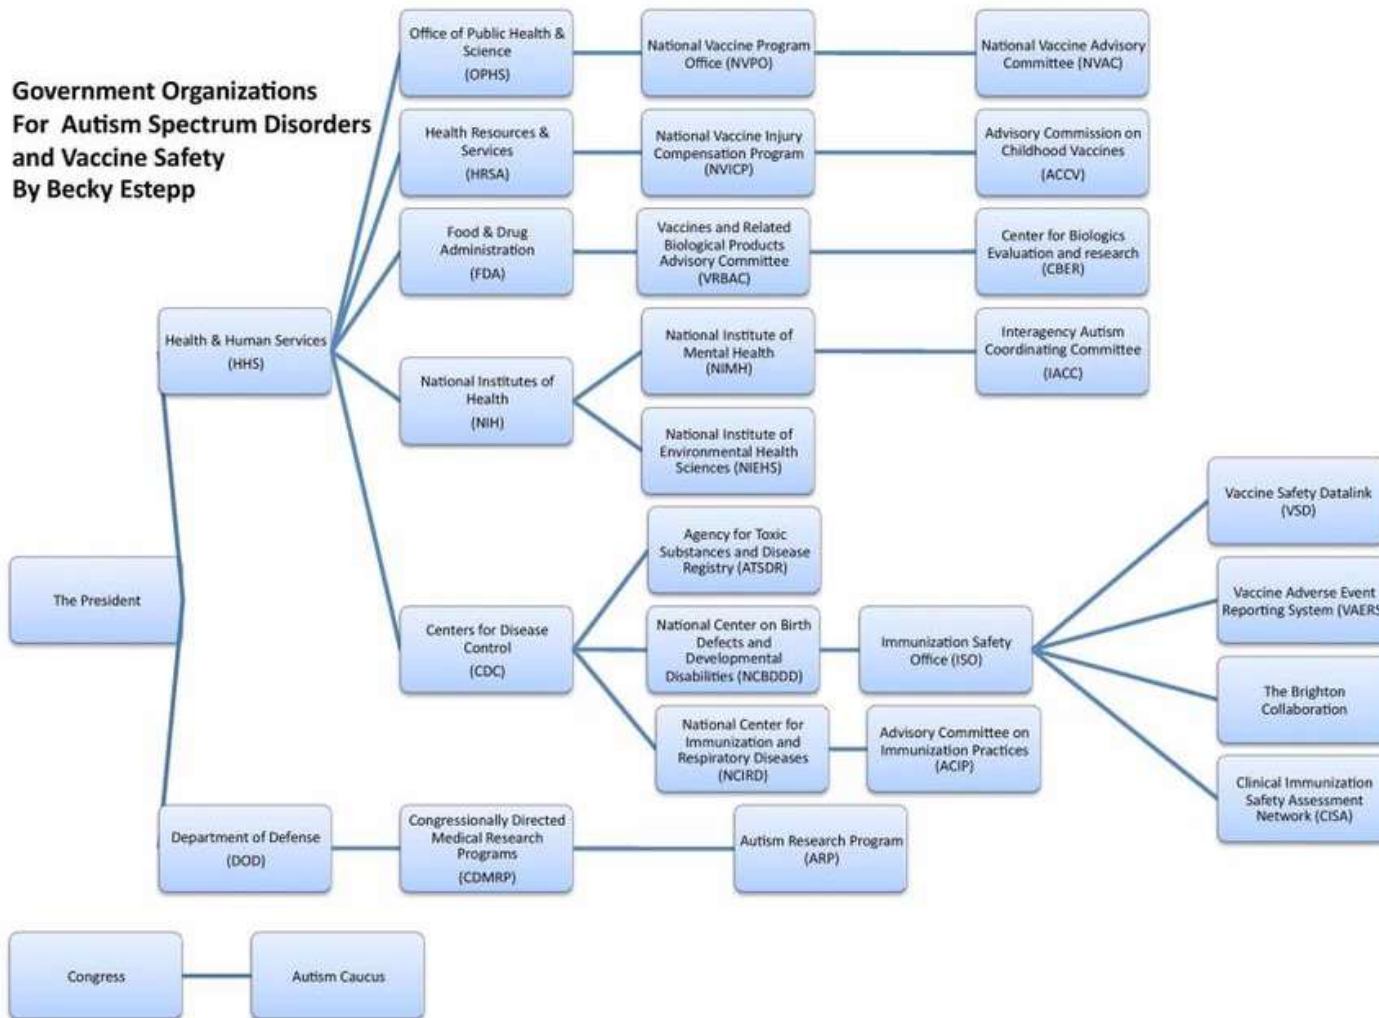 Government Organizations
For Autism Spectrum Disorders
and Vaccine Safety
By Becky Estepp
Office of Public Health &
Science
(OPHS)
National Vaccine Program
Office (NVPO)
National Vaccine Advisory
Committee (NVAC)
Health Resources &
Services
(HRSA)
National Vaccine Injury
Compensation Program
(NVICP)
Advisory Commission on
Childhood Vaccines
(ACCV)
Food & Drug
Administration
(FDA)
Vaccines and Related
Biological Products
Advisory Committee
(VRBAC)
Center for Biologics
Evaluation and research
(CBER)
Health & Human Services
(HHS)
National Institutes of
Health
(NIH)
National Institute of
Mental Health
(NIMH)
Interagency Autism
Coordinating Committee
(IACC)
National Institute of
Environmental Health
Sciences (NIEHS)
The President
Centers for Disease
Control
(CDC)
Agency for Toxic
Substances and Disease
Registry (ATSDR)
National Center on Birth
Defects and
Developmental
Disabilities (NCBDDD)
Immunization Safety
Office (ISO)
Vaccine Safety Datalink
(VSD)
Vaccine Adverse Event
Reporting System (VAERS
The Brighton
Collaboration
Clinical Immunization
Safety Assessment
Network (CISA)
National Center for
Immunization and
Respiratory Diseases
(NCIRD)
Advisory Committee on
Immunization Practices
(ACIP)
Department of Defense
(DOD)
Congressionally Directed
Medical Research
Programs
(CDMRP)
Autism Research Program
(ARP)
Congress
Autism Caucus